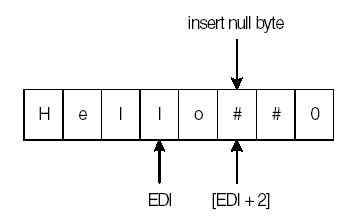 insert null byte
H e l l o # # 0
EDI [EDI + 2]